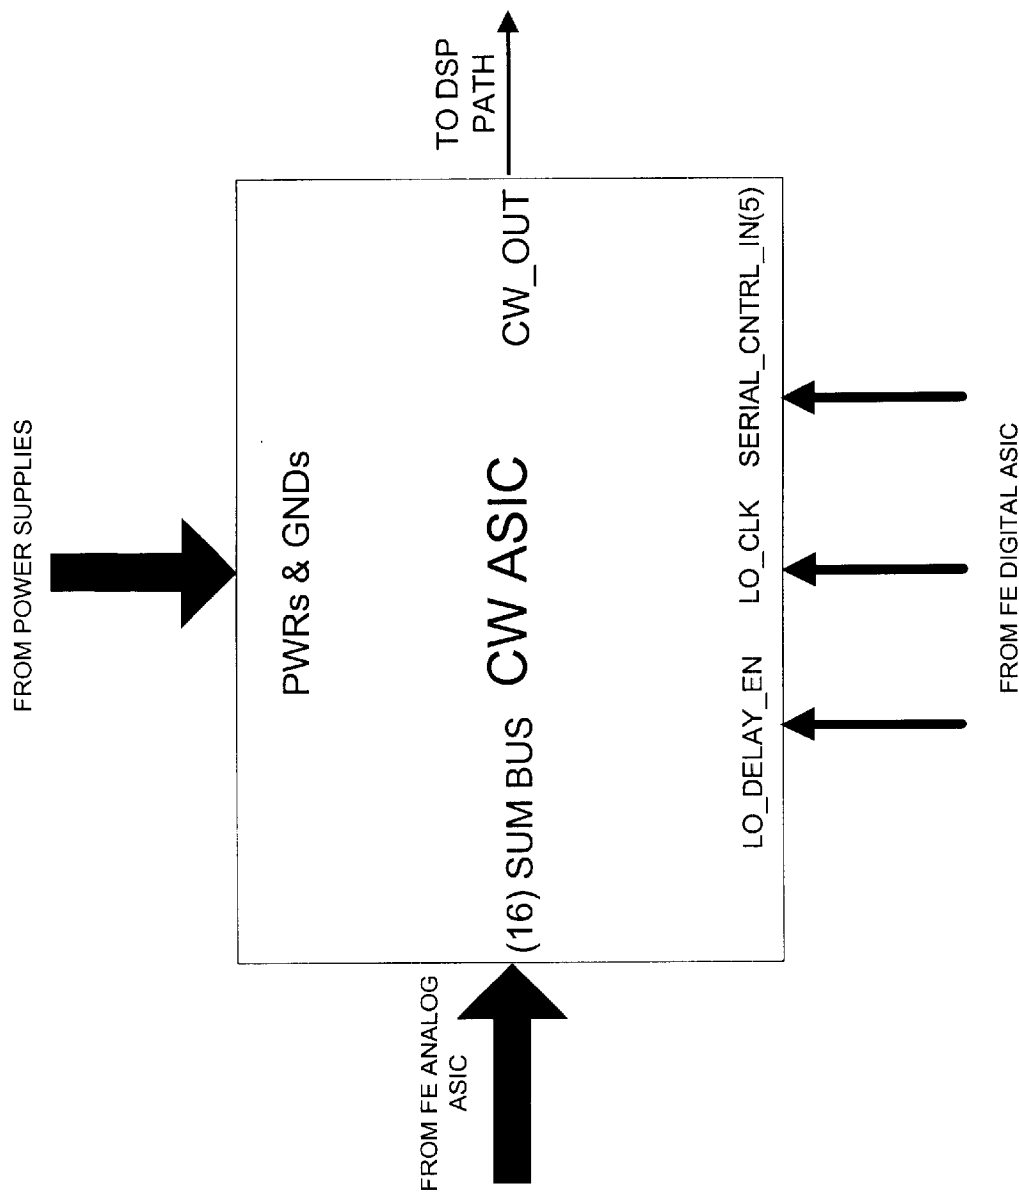 FROM POWER SUPPLIES
PWRs & GNDs
FROM FE ANALOG
ASIC
(16) SUM BUS
CW ASIC
CW_OUT
TO DSP
PATH
LO_DELAY_EN
LO_CLK
SERIAL_CNTRL_IN(5)
FROM FE DIGITAL ASIC